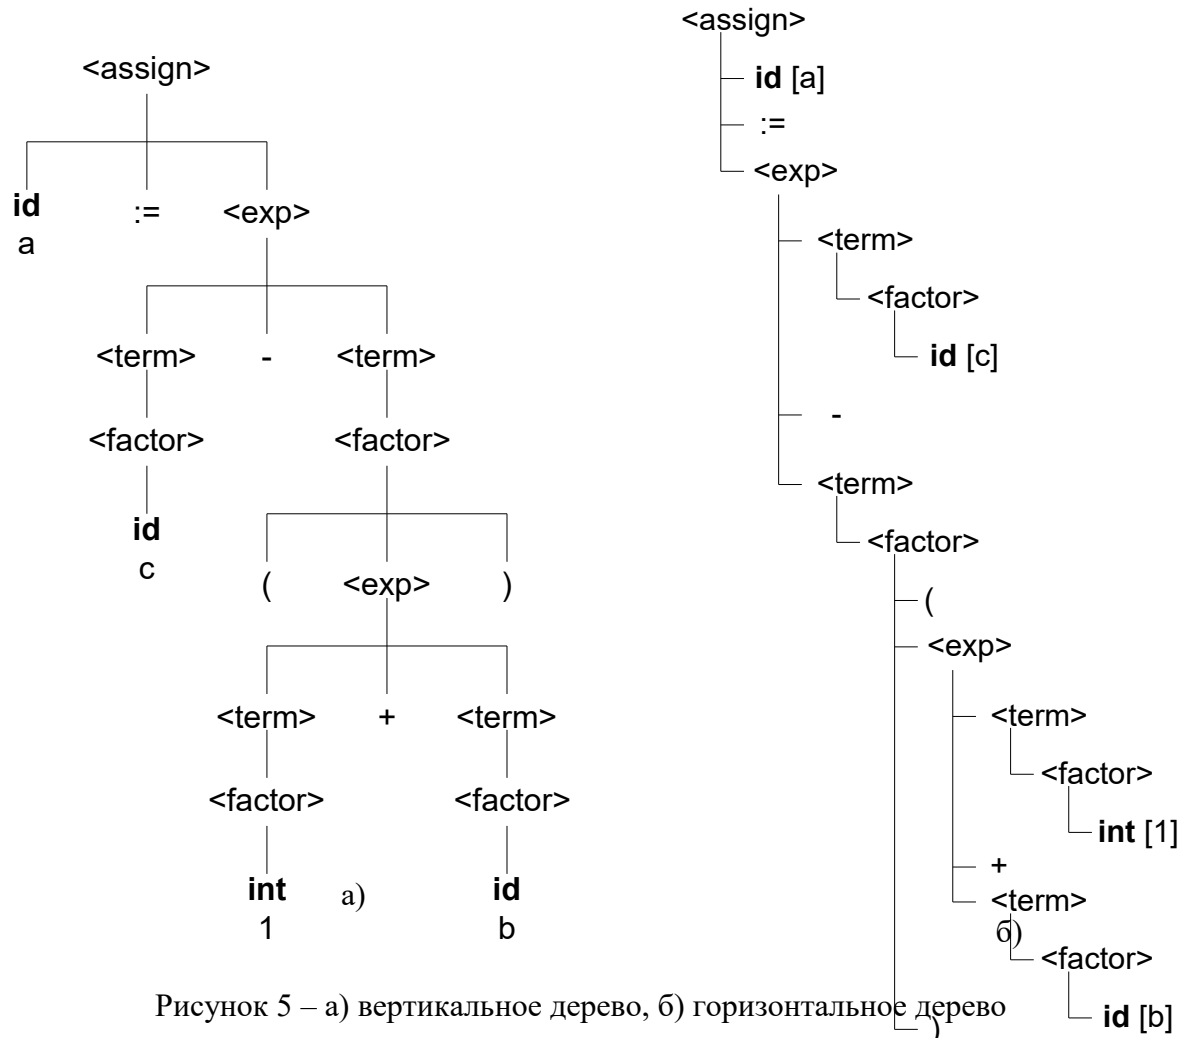 <assign>
id := <exp>
a
<term> - <term>
<factor> <factor>
id
c
( <exp> )
<term> + <term>
<factor> <factor>
int а) id
1 b
<assign>
id [a]
:=
<exp>
<term>
<factor>
id [c]
-
<term>
<factor>
(
<exp>
<term>
<factor>
int [1]
+
<term>
б)
<factor>
id [b]
)
Рисунок 5 – а) вертикальное дерево, б) горизонтальное дерево